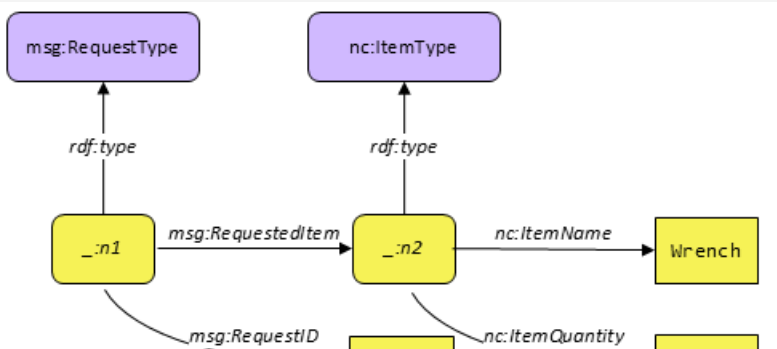 msg:RequestType
nc:ItemType
rdf:type
rdf:type
_:n1
msg:RequestedItem
_:n2
nc:ItemName
Wrench
msg:RequestID
nc:ItemQuantity